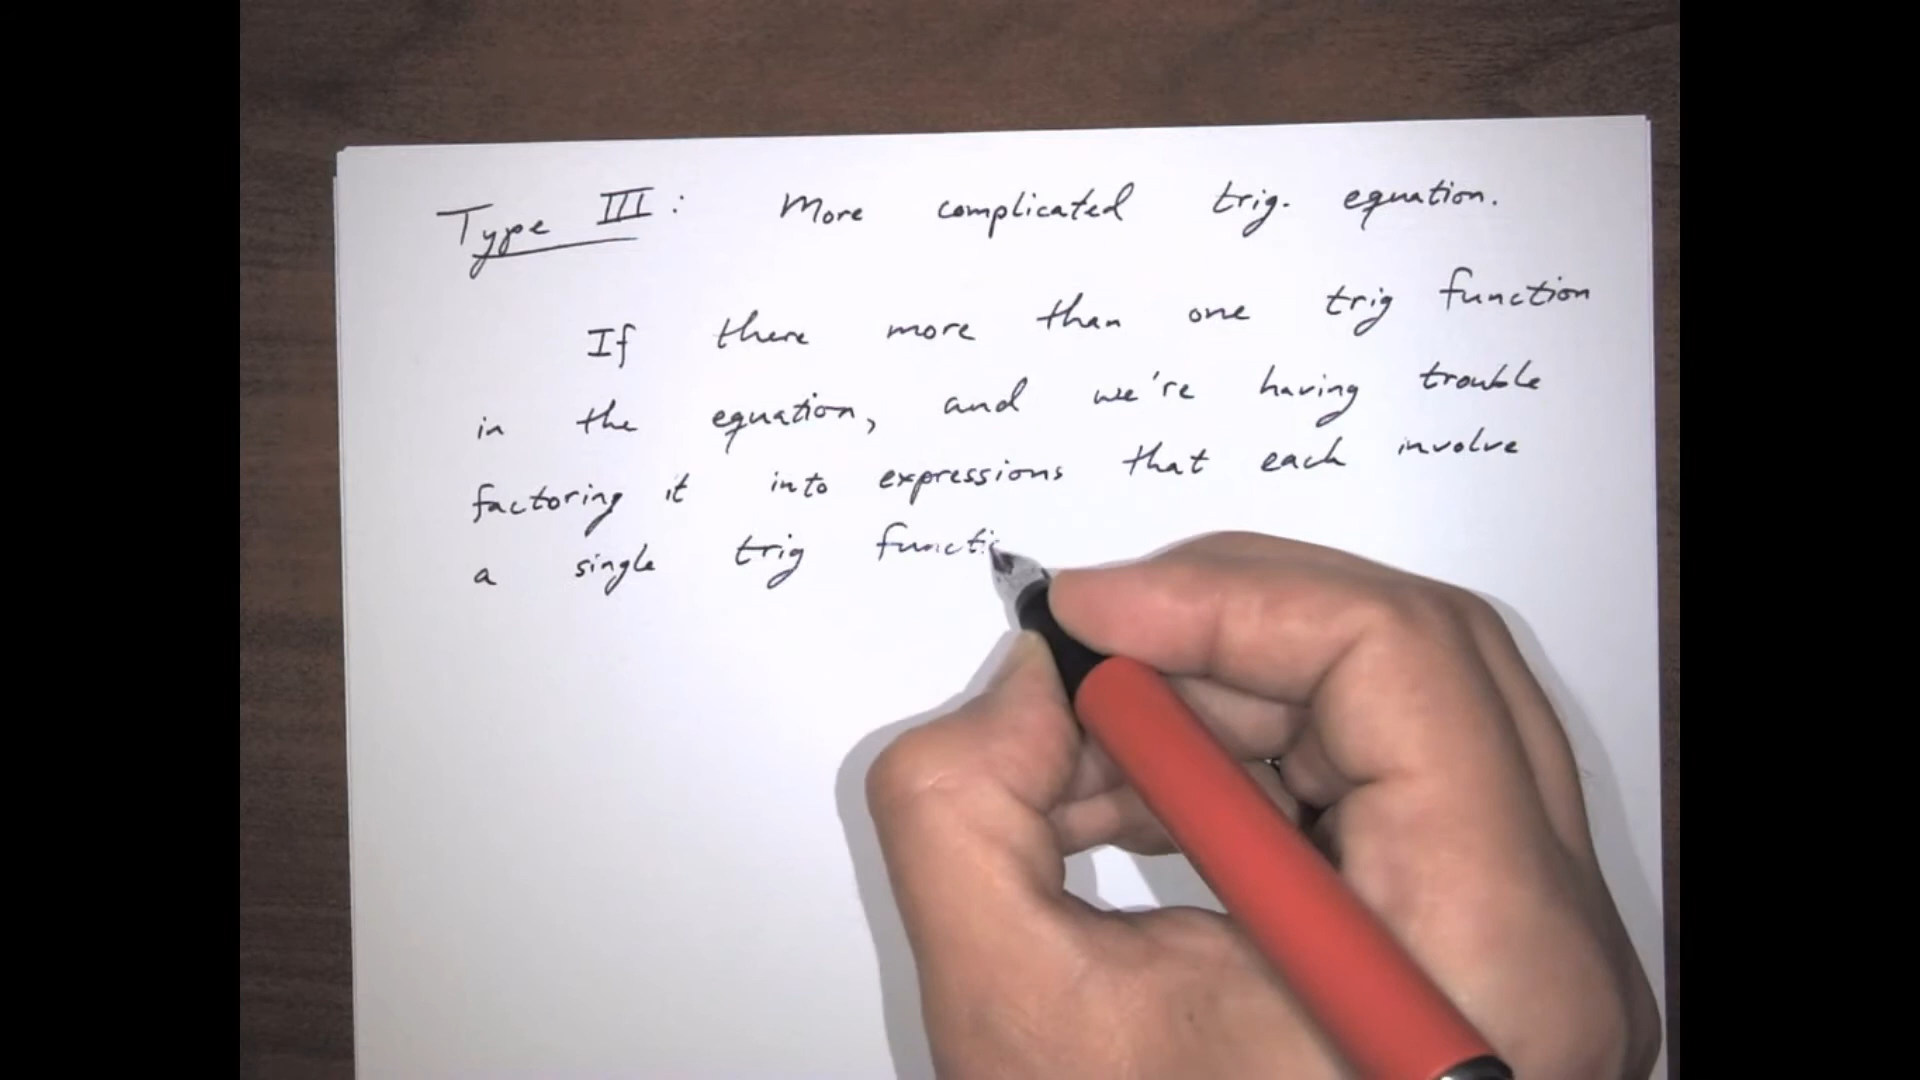 Type III: More complicated trig. equation.
If there more than one trig function
in the equation, and we're having trouble
factoring it into expressions that each involve
a single trig functi